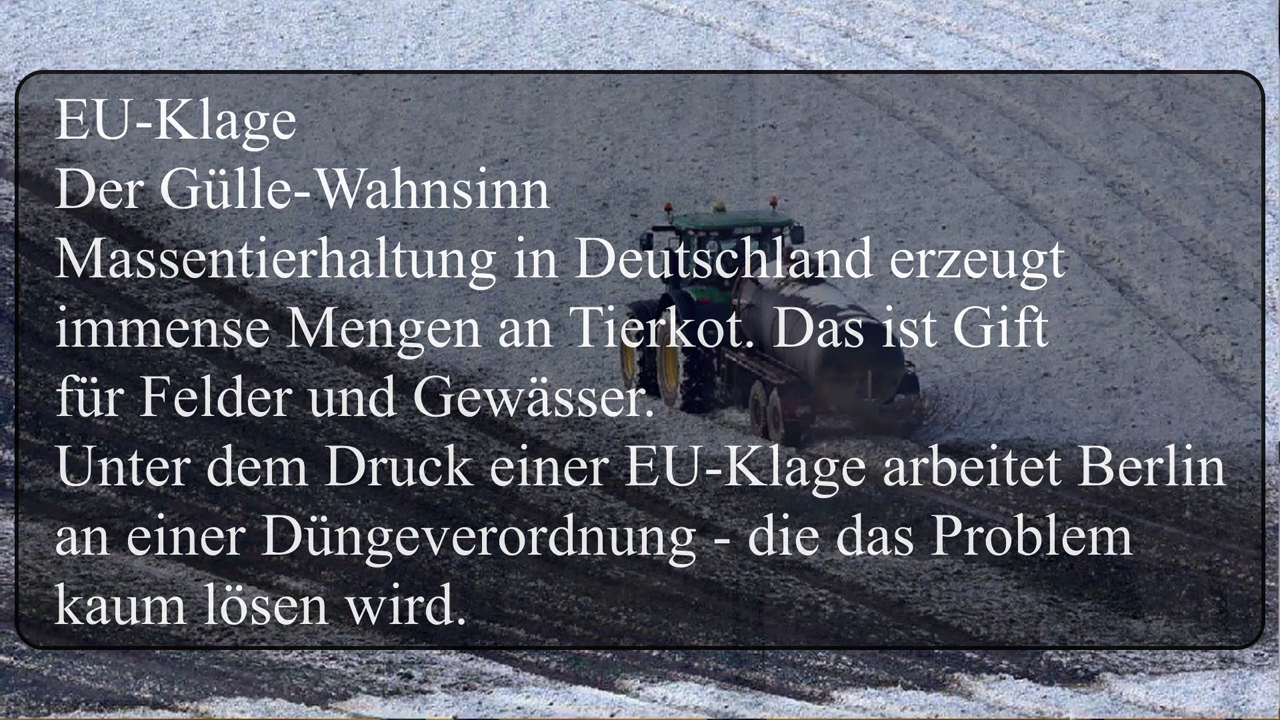 EU-Klage
Der Gülle-Wahnsinn
Massentierhaltung in Deutschland erzeugt
immense Mengen an Tierkot. Das ist Gift
für Felder und Gewässer.
Unter dem Druck einer EU-Klage arbeitet Berlin
an einer Düngeverordnung - die das Problem
kaum lösen wird.